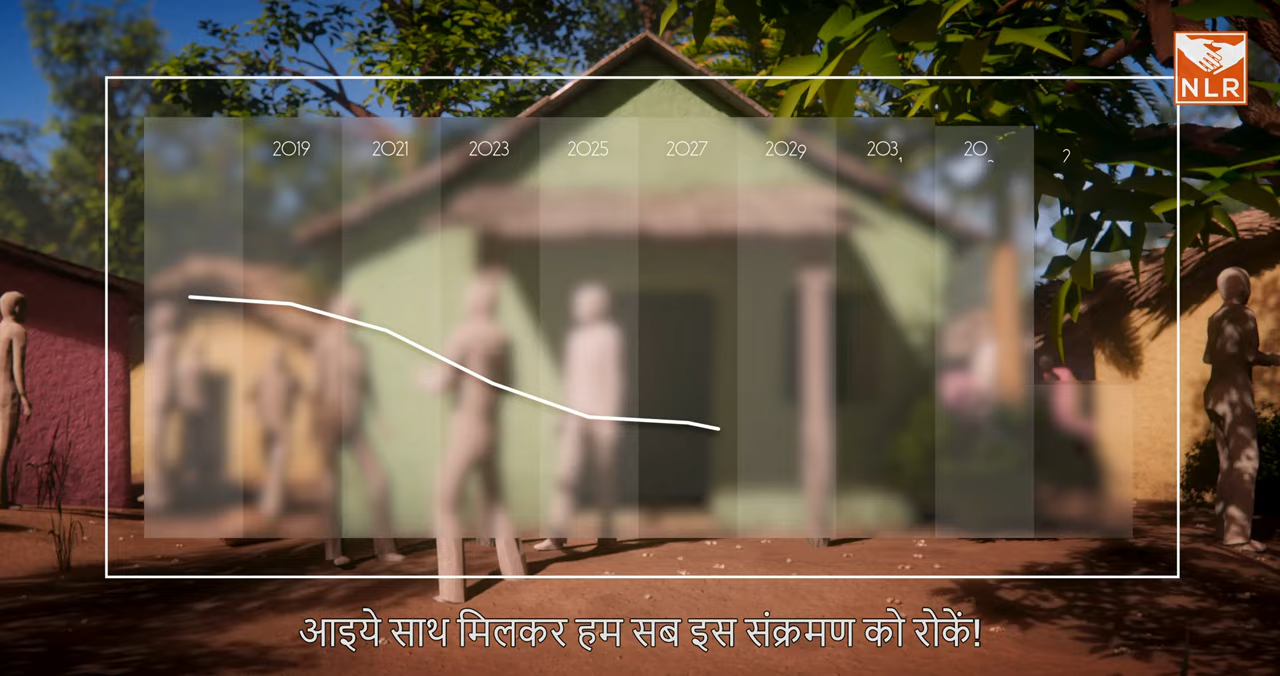 NLR
2019 2021 2023 2025 2027 2029
आइये साथ मिलकर हम सब इस संक्रमण को रोकें!